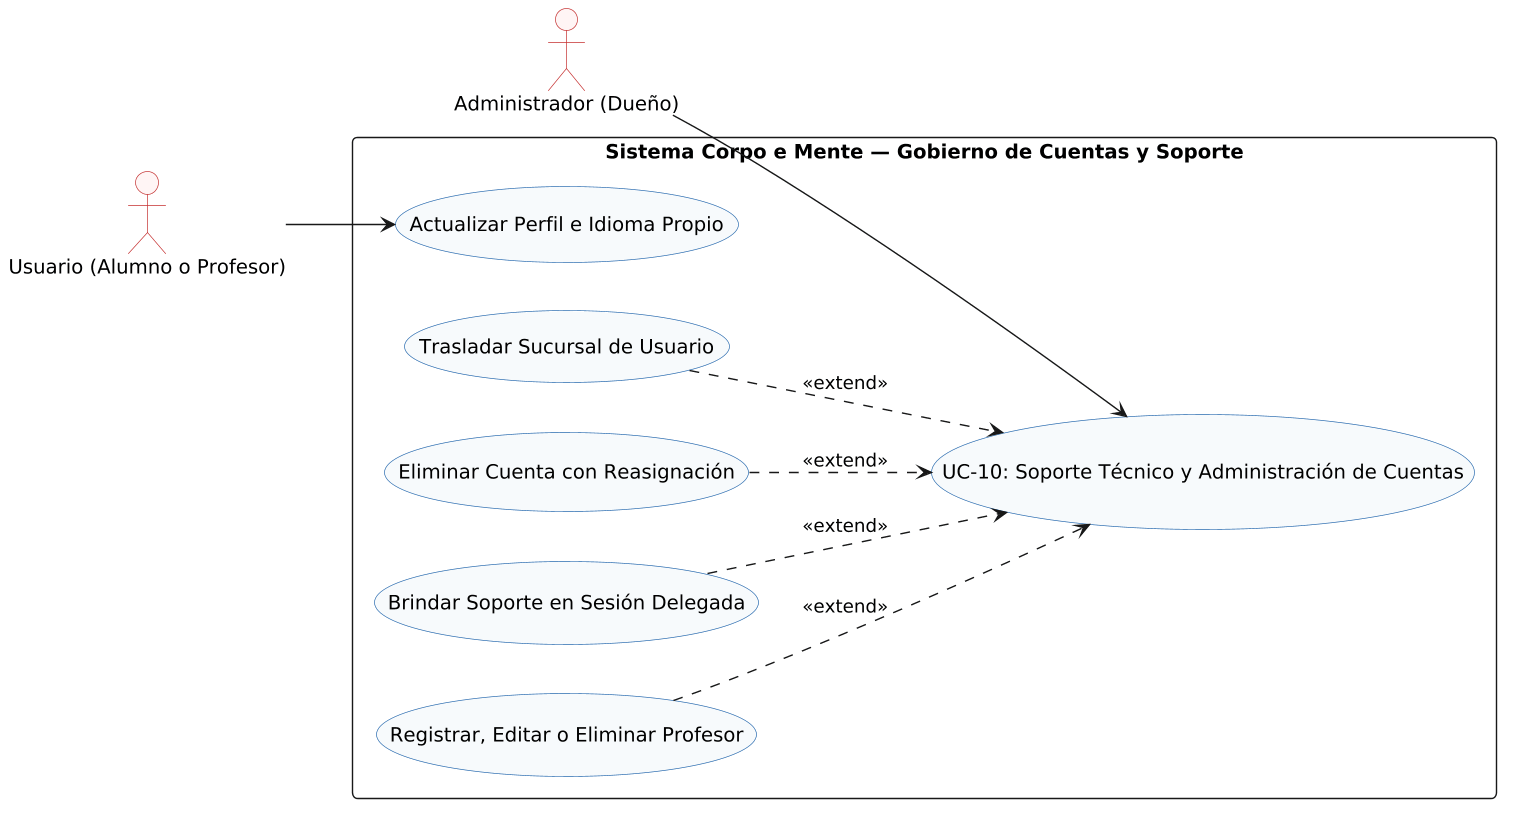 Administrador (Dueño)
Sistema Corpo e Mente — Gobierno de Cuentas y Soporte
Usuario (Alumno o Profesor)
Actualizar Perfil e Idioma Propio
Trasladar Sucursal de Usuario
«extend»
Eliminar Cuenta con Reasignación
«extend»
UC-10: Soporte Técnico y Administración de Cuentas
«extend»
Brindar Soporte en Sesión Delegada
«extend»
Registrar, Editar o Eliminar Profesor